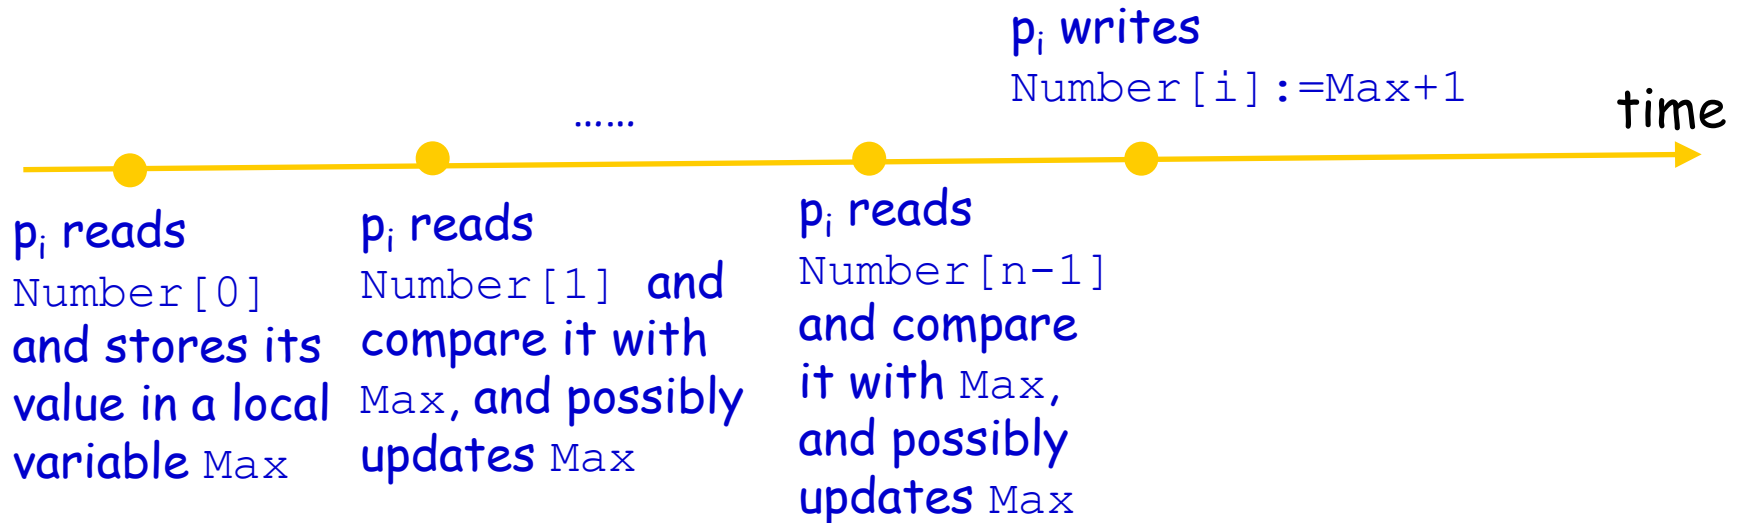 pi writes
Number[i]:=Max+1
time
……
pi reads
Number[0]
and stores its
value in a local
variable Max
pi reads
Number[1] and
compare it with
Max, and possibly
updates Max
pi reads
Number[n-1]
and compare
it with Max,
and possibly
updates Max